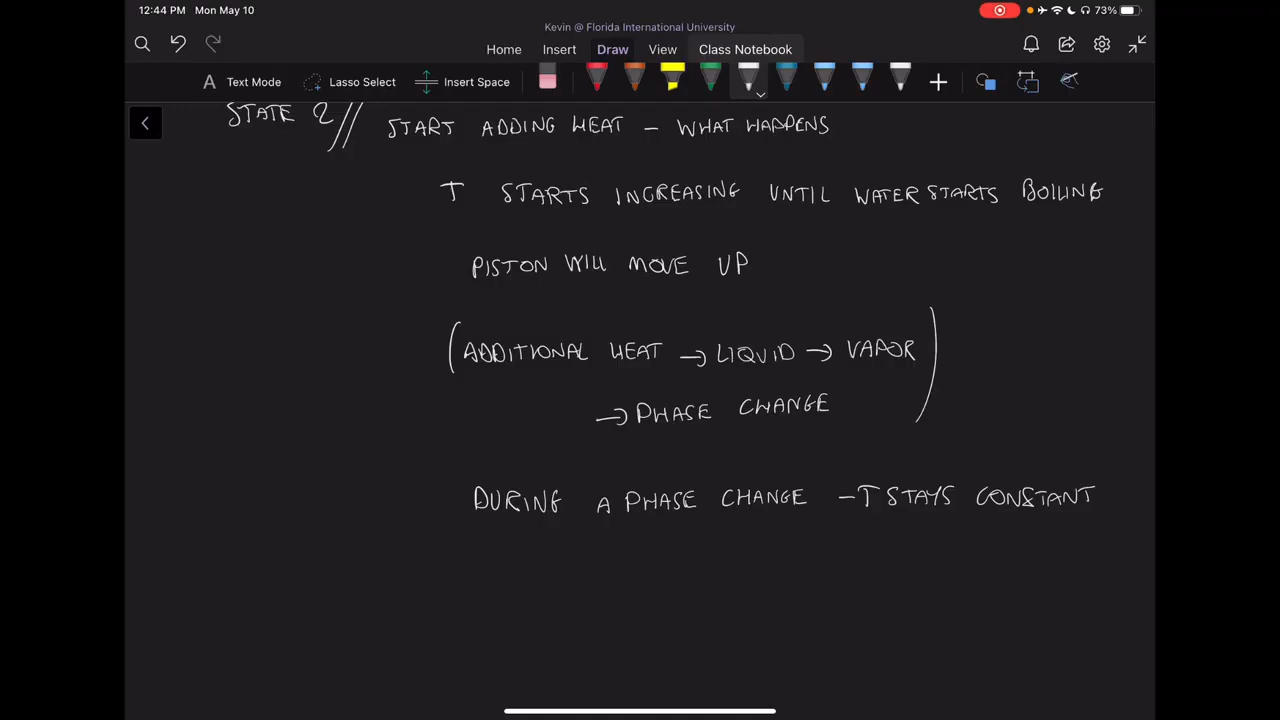 12:44 PM Mon May 10
73%
Kevin @ Florida International University
Home Insert Draw View Class Notebook
A Text Mode Lasso Select Insert Space
STATE 2// START ADDING HEAT - WHAT HAPPENS
T STARTS INCREASING UNTIL WATER STARTS BOILING
PISTON WILL MOVE UP
(ADDITIONAL HEAT → LIQUID → VAPOR
→ PHASE CHANGE)
DURING A PHASE CHANGE - T STAYS CONSTANT